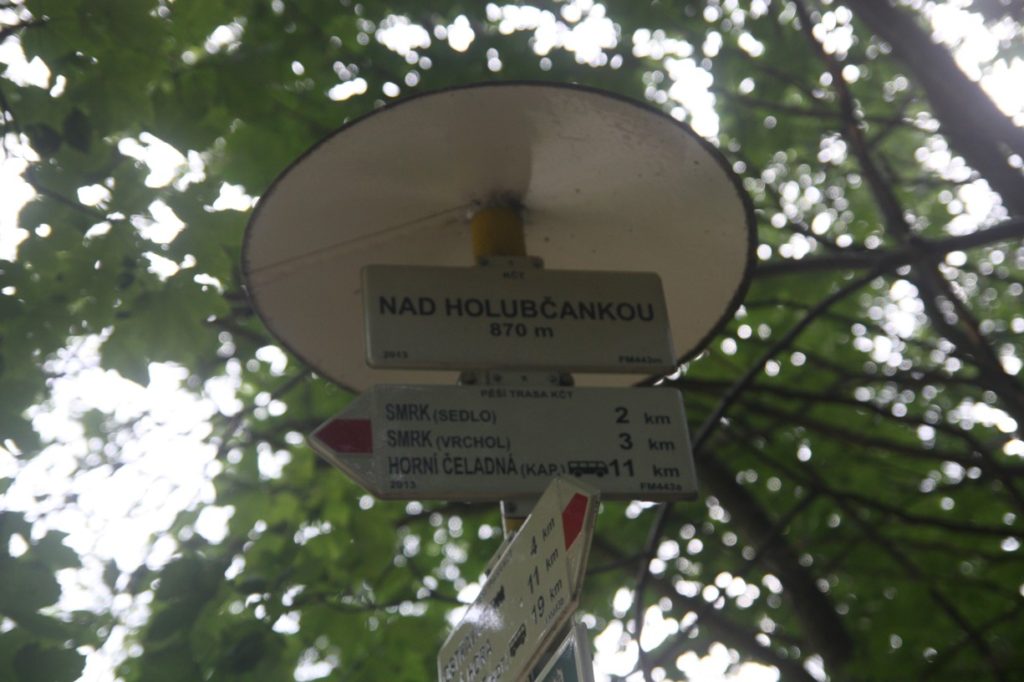 KČT
NAD HOLUBČANKOU
870 m
2013 FM443m
PĚŠÍ TRASA KČT
SMRK (SEDLO) 2 km
SMRK (VRCHOL) 3 km
HORNÍ ČELADNÁ (KAP.) 11 km
2013 FM443a
4 km
11 km
19 km